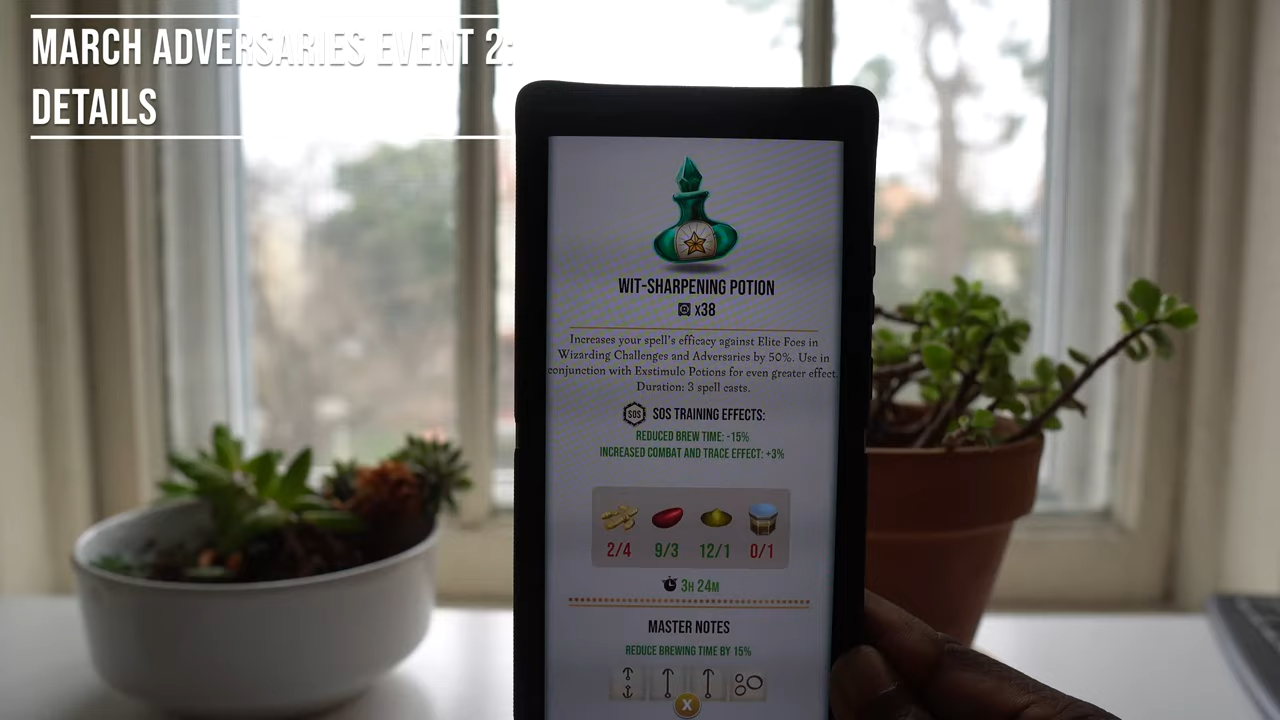 MARCH ADVERSARIES EVENT 2:
DETAILS
WIT-SHARPENING POTION
x38
Increases your spell's efficacy against Elite Foes in
Wizarding Challenges and Adversaries by 50%. Use in
conjunction with Exstimulo Potions for even greater effect.
Duration: 3 spell casts.
SOS SOS TRAINING EFFECTS:
REDUCED BREW TIME: -15%
INCREASED COMBAT AND TRACE EFFECT: +3%
2/4 9/3 12/1 0/1
3H 24M
MASTER NOTES
REDUCE BREWING TIME BY 15%
X